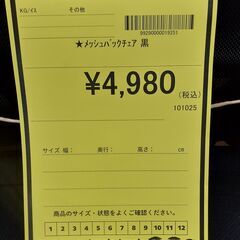 KG/イス その他
99290000019251
★メッシュバックチェア 黒
¥4,980
(税込)
101025
サイズ 幅： 奥行： 高さ： cm
商品のサイズ・状態をよくご確認ください。
1 2 3 4 5 6 7 8 9 10 11 12